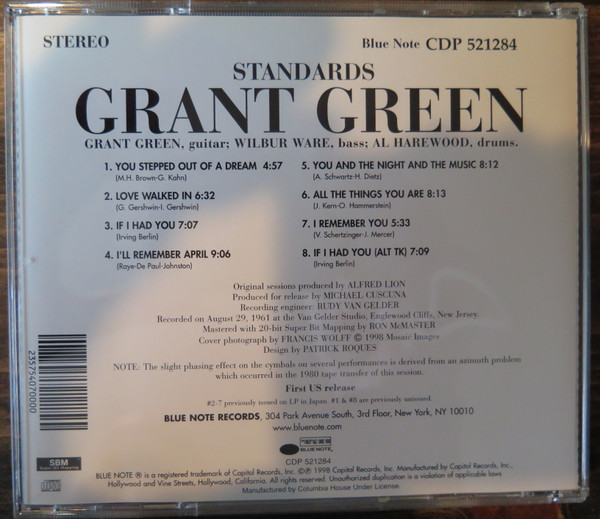 STEREO
Blue Note CDP 521284
STANDARDS
GRANT GREEN
GRANT GREEN, guitar; WILBUR WARE, bass; AL HAREWOOD, drums.
1. YOU STEPPED OUT OF A DREAM 4:57
(M.H. Brown-G. Kahn)
2. LOVE WALKED IN 6:32
(G. Gershwin-I. Gershwin)
3. IF I HAD YOU 7:07
(Irving Berlin)
4. I'LL REMEMBER APRIL 9:06
(Raye-De Paul-Johnston)
5. YOU AND THE NIGHT AND THE MUSIC 8:12
(A. Schwartz-H. Dietz)
6. ALL THE THINGS YOU ARE 8:13
(J. Kern-O. Hammerstein)
7. I REMEMBER YOU 5:33
(V. Schertzinger-J. Mercer)
8. IF I HAD YOU (ALT TK) 7:09
(Irving Berlin)
Original sessions produced by ALFRED LION
Produced for release by MICHAEL CUSCUNA
Recording engineer: RUDY VAN GELDER
Recorded on August 29, 1961 at the Van Gelder Studio, Englewood Cliffs, New Jersey.
Mastered with 20-bit Super Bit Mapping by RON McMASTER
Cover photograph by FRANCIS WOLFF © 1998 Mosaic Images
Design by PATRICK ROQUES
NOTE: The slight phasing effect on the cymbals on several performances is derived from an azimuth problem
which occurred in the 1980 tape transfer of this session.
First US release
#2-7 previously issued on LP in Japan. #1 & #8 are previously unissued.
BLUE NOTE RECORDS, 304 Park Avenue South, 3rd Floor, New York, NY 10010
www.bluenote.com
BLUE NOTE
CDP 521284
BLUE NOTE ® is a registered trademark of Capitol Records, Inc. ©℗ 1998 Capitol Records, Inc. Manufactured by Capitol Records, Inc.,
Hollywood and Vine Streets, Hollywood, California. All rights reserved. Unauthorized duplication is a violation of applicable laws
Manufactured by Columbia House Under License.
23575407000
SBM